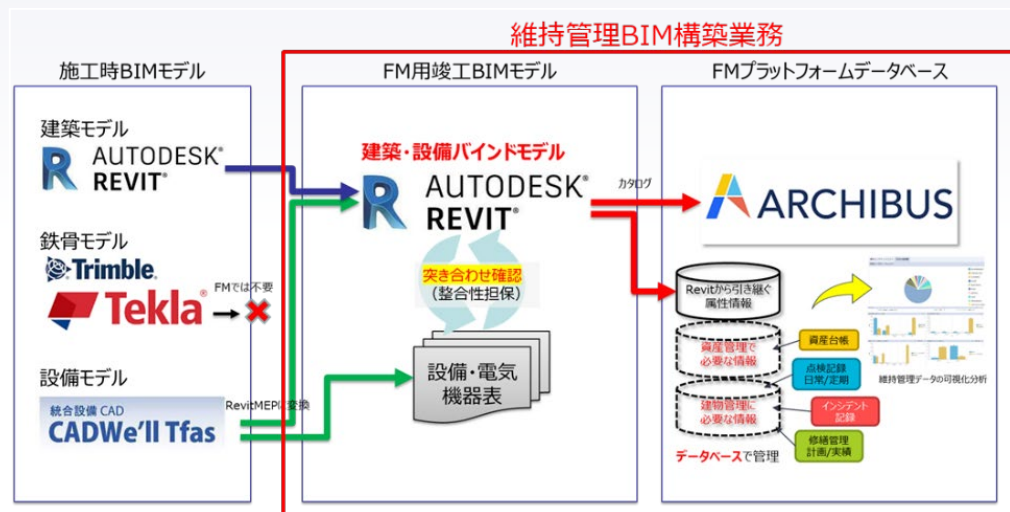 維持管理BIM構築業務
施工時BIMモデル
建築モデル
AUTODESK®
REVIT®
鉄骨モデル
Trimble.
Tekla®
FMでは不要
設備モデル
統合設備 CAD
CADWe'll Tfas
RevitMEPに変換
FM用竣工BIMモデル
建築・設備バインドモデル
AUTODESK®
REVIT®
突き合わせ確認
（整合性担保）
設備・電気
機器表
カタログ
FMプラットフォームデータベース
ARCHIBUS
Revitから引き継ぐ
属性情報
資産管理で
必要な情報
建物管理に
必要な情報
データベースで管理
資産台帳
点検記録
日常/定期
インシデント
記録
修繕管理
計画/実績
維持管理データの可視化分析